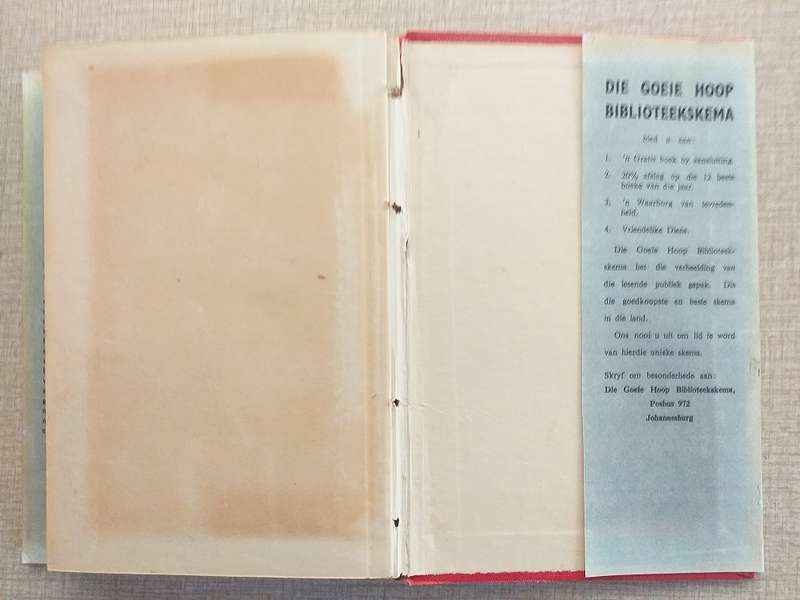 DIE GOEIE HOOP
BIBLIOTEEKSKEMA
bied u aan:
1. 'n Gratis boek by aansluiting.
2. 20% afslag op die 12 beste
boeke van die jaar.
3. 'n Waarborg van tevreden-
heid.
4. Vriendelike Diens.
Die Goeie Hoop Biblioteek-
skema het die verbeelding van
die lesende publiek gepak. Dis
die goedkoopste en beste skema
in die land.
Ons nooi u uit om lid te word
van hierdie unieke skema.
Skryf om besonderhede aan:
Die Goeie Hoop Biblioteekskema,
Posbus 972
Johannesburg